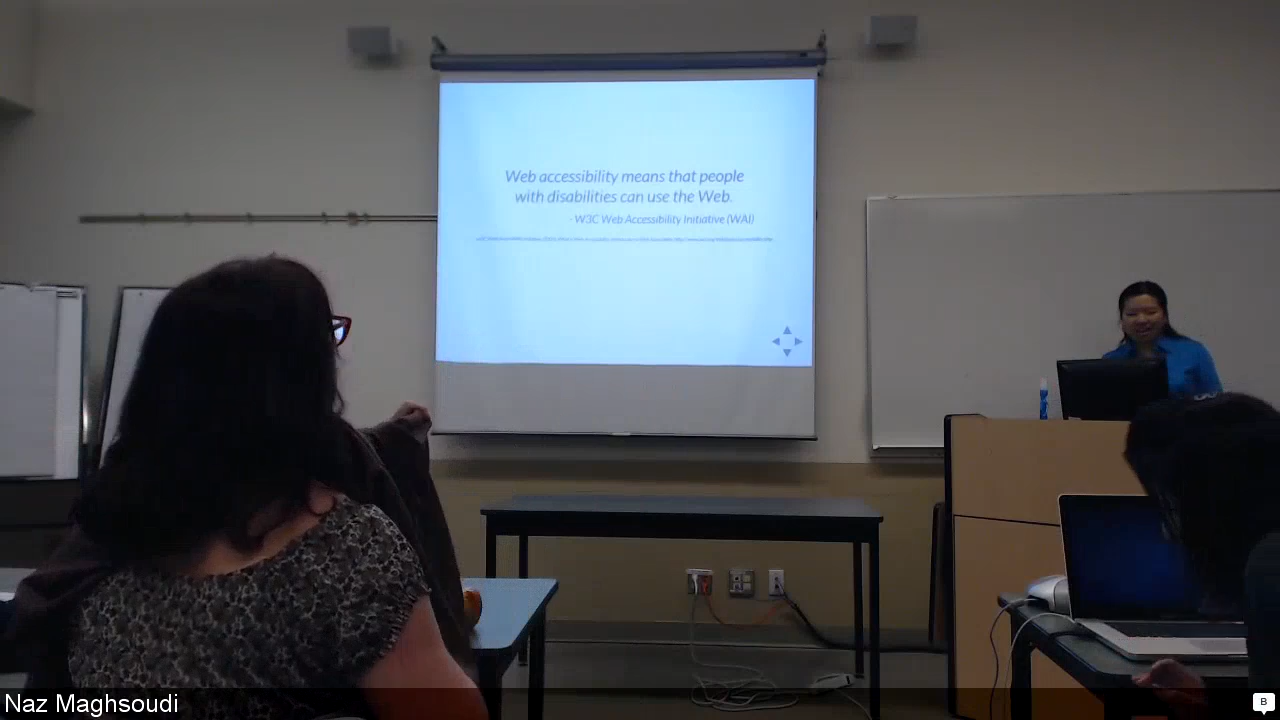 Web accessibility means that people
with disabilities can use the Web.
- W3C Web Accessibility Initiative (WAI)
Naz Maghsoudi
B